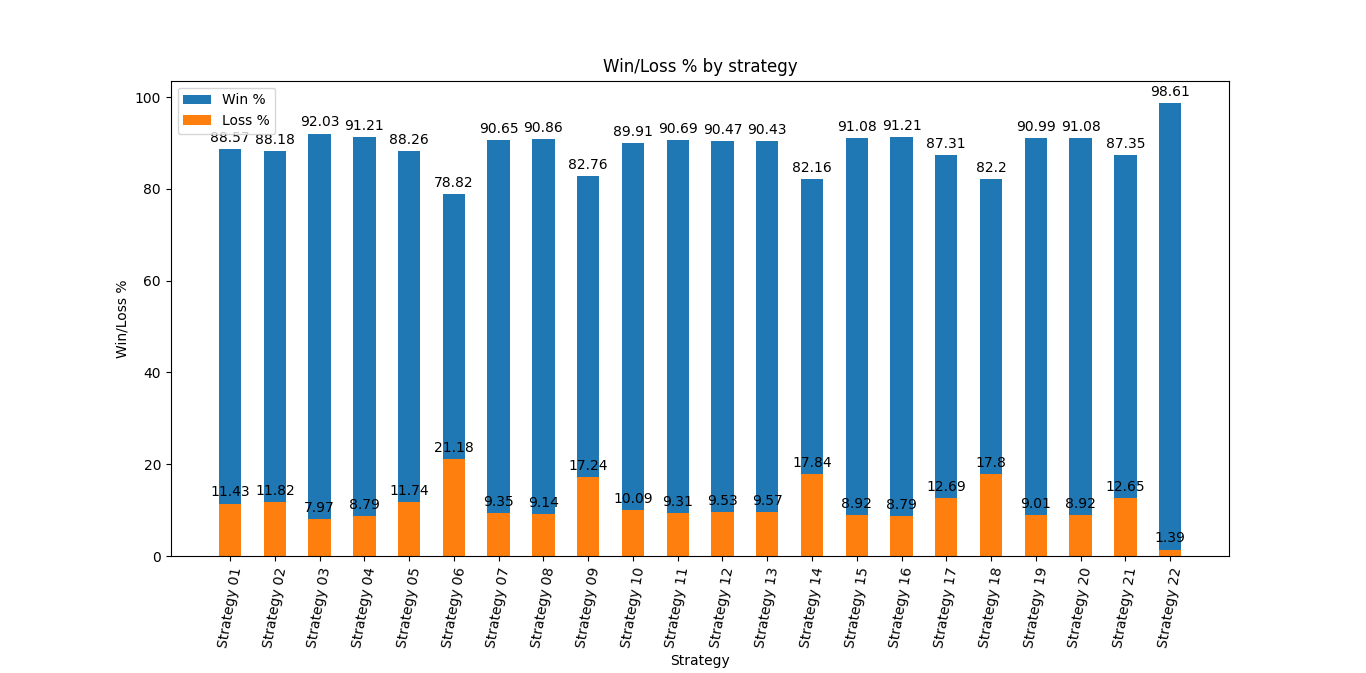 Win/Loss % by strategy
Win %
Loss %
88.57 88.18 92.03 91.21 88.26 78.82 90.65 90.86 82.76 89.91 90.69 90.47 90.43 82.16 91.08 91.21 87.31 82.2 90.99 91.08 87.35 98.61
11.43 11.82 7.97 8.79 11.74 21.18 9.35 9.14 17.24 10.09 9.31 9.53 9.57 17.84 8.92 8.79 12.69 17.8 9.01 8.92 12.65 1.39
100
80
60
40
20
0
Win/Loss %
Strategy 01
Strategy 02
Strategy 03
Strategy 04
Strategy 05
Strategy 06
Strategy 07
Strategy 08
Strategy 09
Strategy 10
Strategy 11
Strategy 12
Strategy 13
Strategy 14
Strategy 15
Strategy 16
Strategy 17
Strategy 18
Strategy 19
Strategy 20
Strategy 21
Strategy 22
Strategy